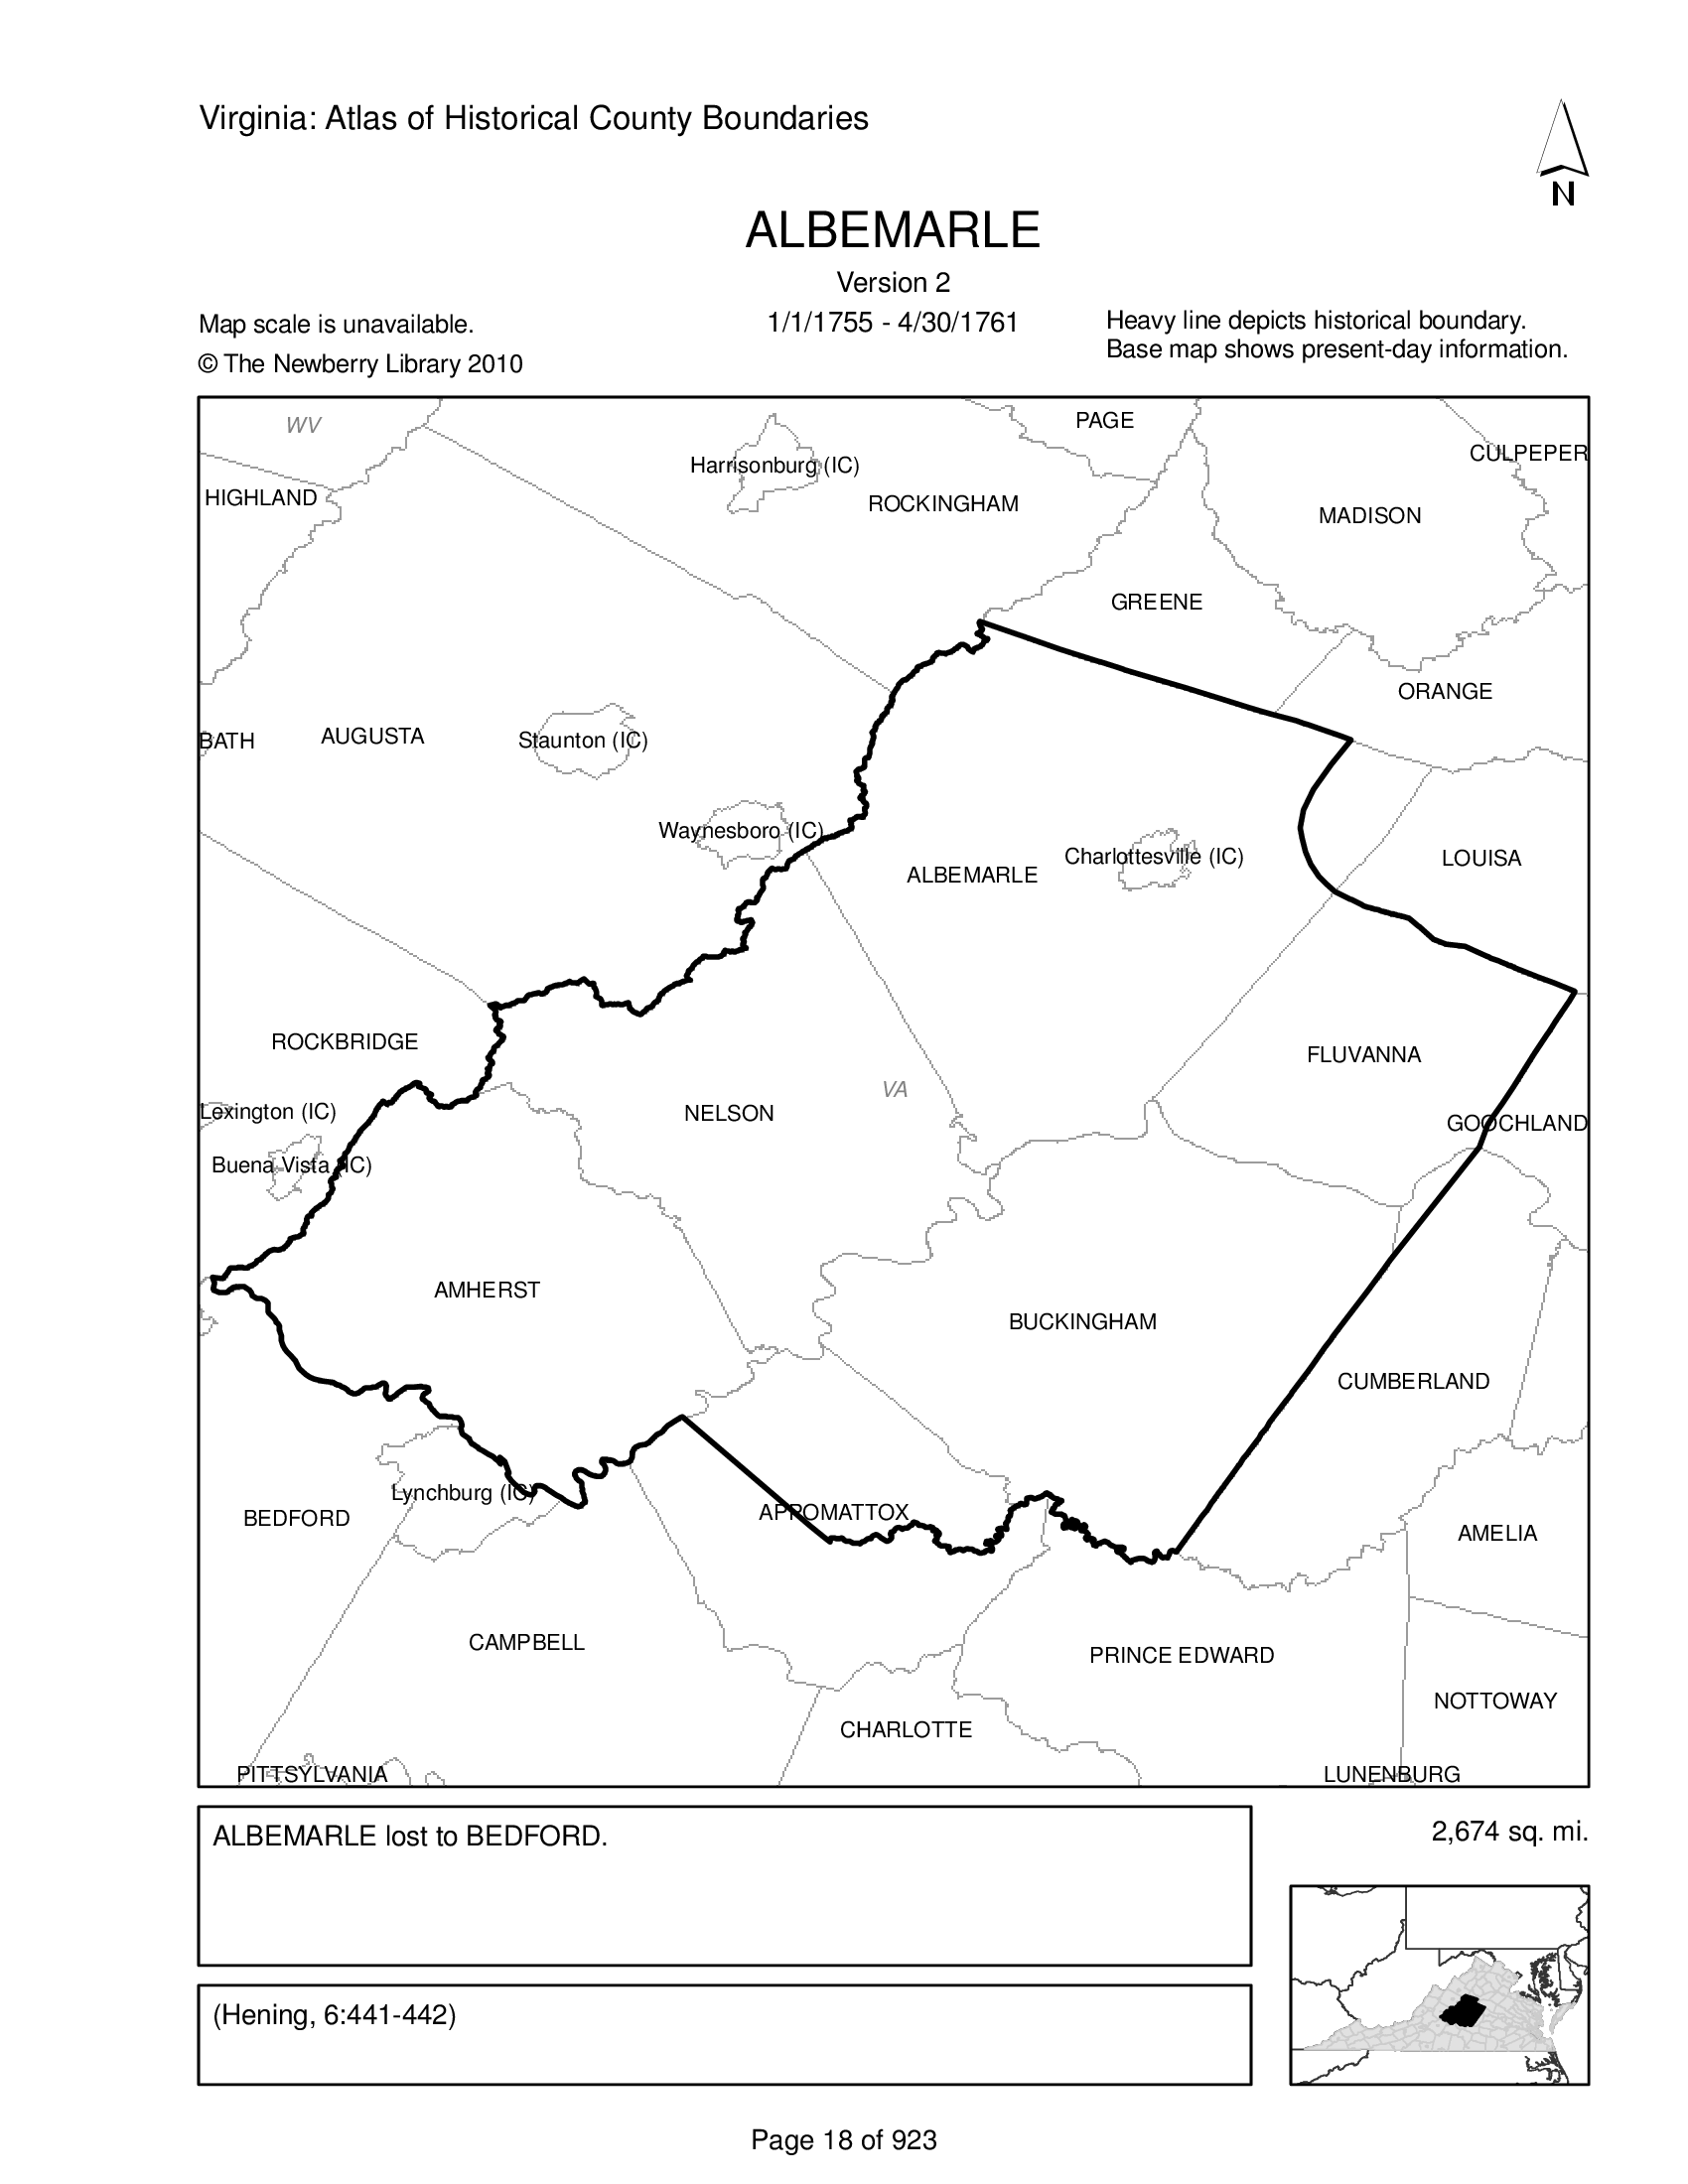 Virginia: Atlas of Historical County Boundaries
N
ALBEMARLE
Version 2
1/1/1755 - 4/30/1761
Map scale is unavailable.
© The Newberry Library 2010
Heavy line depicts historical boundary.
Base map shows present-day information.
WV
PAGE
CULPEPER
Harrisonburg (IC)
HIGHLAND
ROCKINGHAM
MADISON
GREENE
ORANGE
BATH
AUGUSTA
Staunton (IC)
Waynesboro (IC)
Charlottesville (IC)
LOUISA
ALBEMARLE
ROCKBRIDGE
FLUVANNA
VA
Lexington (IC)
NELSON
GOOCHLAND
Buena Vista (IC)
AMHERST
BUCKINGHAM
CUMBERLAND
Lynchburg (IC)
BEDFORD
APPOMATTOX
AMELIA
CAMPBELL
PRINCE EDWARD
NOTTOWAY
CHARLOTTE
PITTSYLVANIA
LUNENBURG
ALBEMARLE lost to BEDFORD.
2,674 sq. mi.
(Hening, 6:441-442)
Page 18 of 923